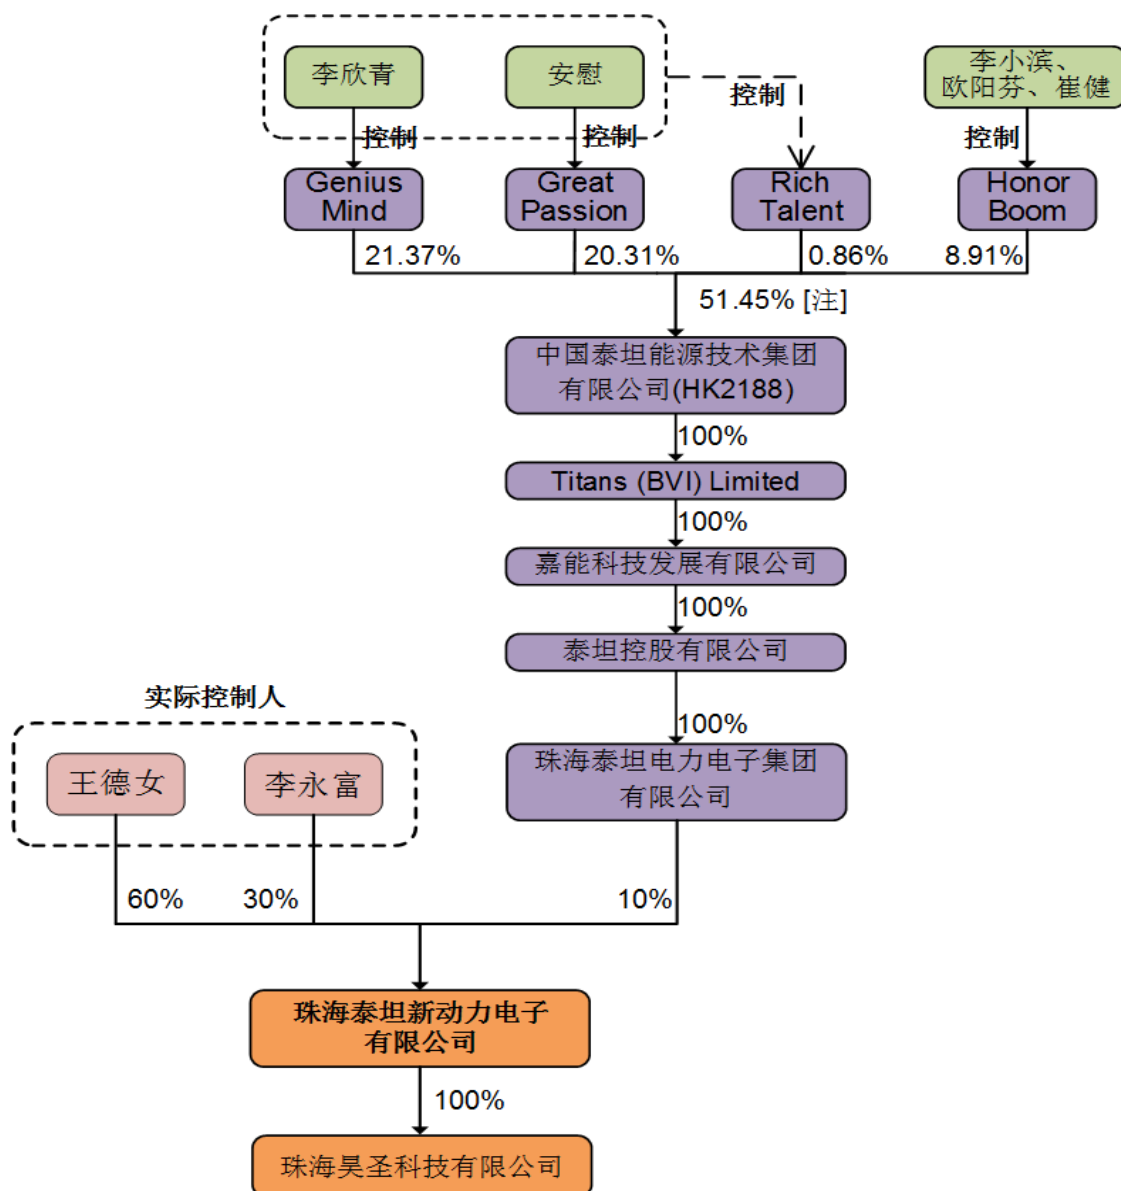 李欣青
安慰
李小滨、
欧阳芬、崔健
控制
控制
控制
控制
Genius
Mind
Great
Passion
Rich
Talent
Honor
Boom
21.37%
20.31%
0.86%
8.91%
51.45% [注]
中国泰坦能源技术集团
有限公司(HK2188)
100%
Titans (BVI) Limited
100%
嘉能科技发展有限公司
100%
泰坦控股有限公司
100%
实际控制人
王德女
李永富
珠海泰坦电力电子集团
有限公司
60%
30%
10%
珠海泰坦新动力电子
有限公司
100%
珠海昊圣科技有限公司